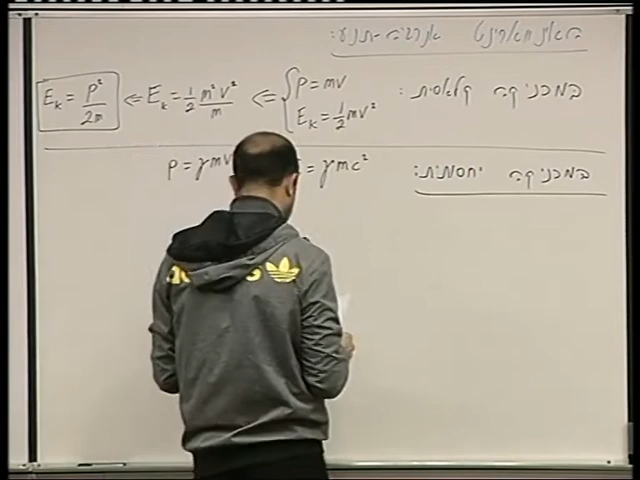 האינווריאנט אנרגיה-תנע:
במכניקה קלאסית: { P = mv, E_k = ½mv² ⇐ E_k = ½ m²v²/m ⇐ E_k = P²/2m
במכניקה יחסותית: P = γmv = γmc²